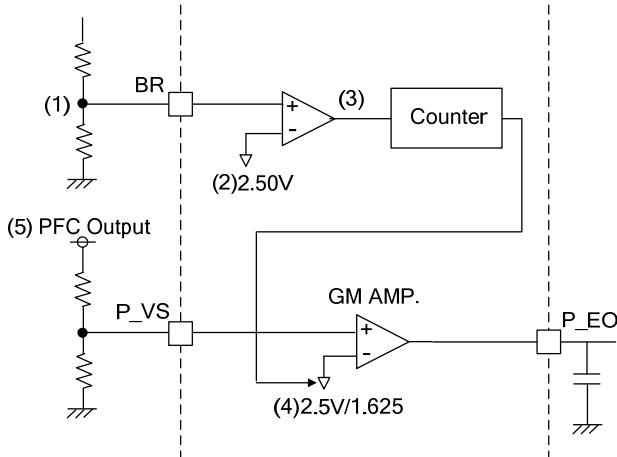 BR
(1)
+
-
(3)
Counter
(2)2.50V
(5) PFC Output
P_VS
GM AMP.
+
-
P_EO
(4)2.5V/1.625